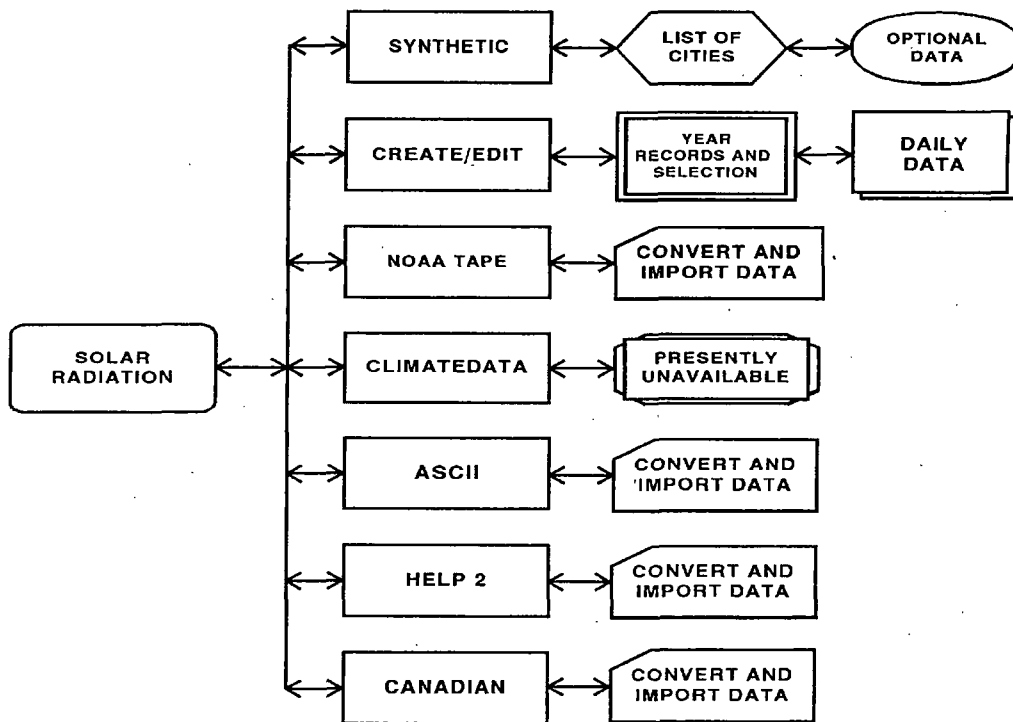 SYNTHETIC
LIST OF
CITIES
OPTIONAL
DATA
CREATE/EDIT
YEAR
RECORDS AND
SELECTION
DAILY
DATA
NOAA TAPE
CONVERT AND
IMPORT DATA
SOLAR
RADIATION
CLIMATEDATA
PRESENTLY
UNAVAILABLE
ASCII
CONVERT AND
IMPORT DATA
HELP 2
CONVERT AND
IMPORT DATA
CANADIAN
CONVERT AND
IMPORT DATA